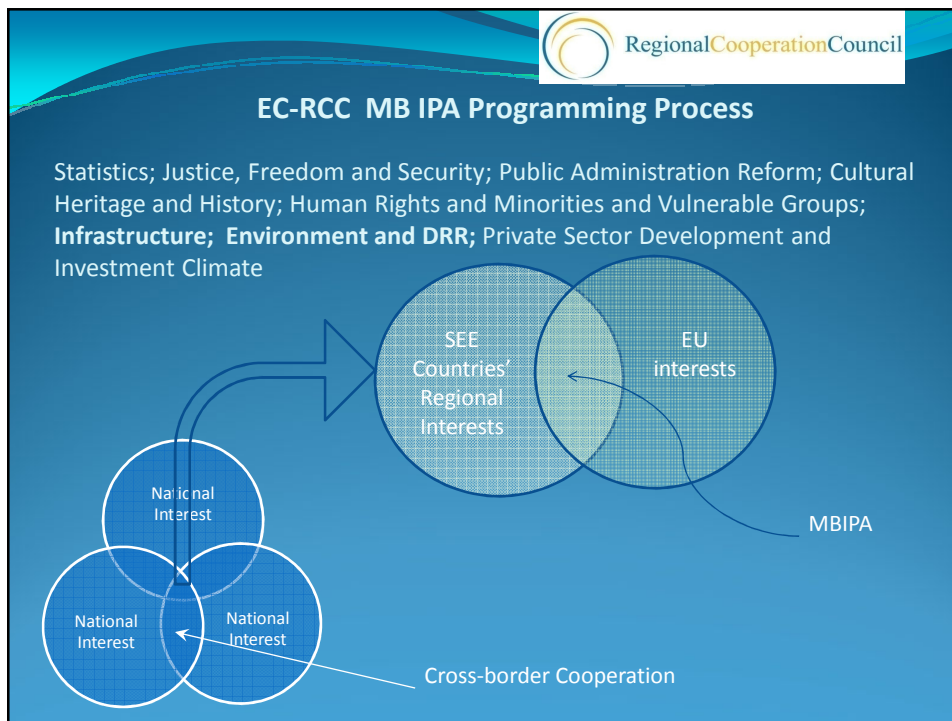 RegionalCooperationCouncil
EC-RCC MB IPA Programming Process
Statistics; Justice, Freedom and Security; Public Administration Reform; Cultural
Heritage and History; Human Rights and Minorities and Vulnerable Groups;
Infrastructure; Environment and DRR; Private Sector Development and
Investment Climate
SEE
Countries’
Regional
Interests
EU
interests
MBIPA
National
Interest
National
Interest
National
Interest
Cross-border Cooperation